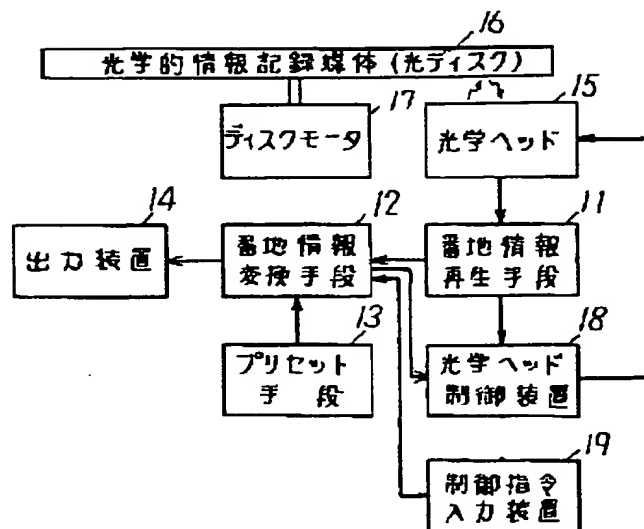 16
光学的情報記録媒体(光ディスク)
17
15
ディスクモータ
光学ヘッド
14
12
11
出力装置
番地情報
変換手段
番地情報
再生手段
13
18
プリセット
手段
光学ヘッド
制御装置
19
制御指令
入力装置